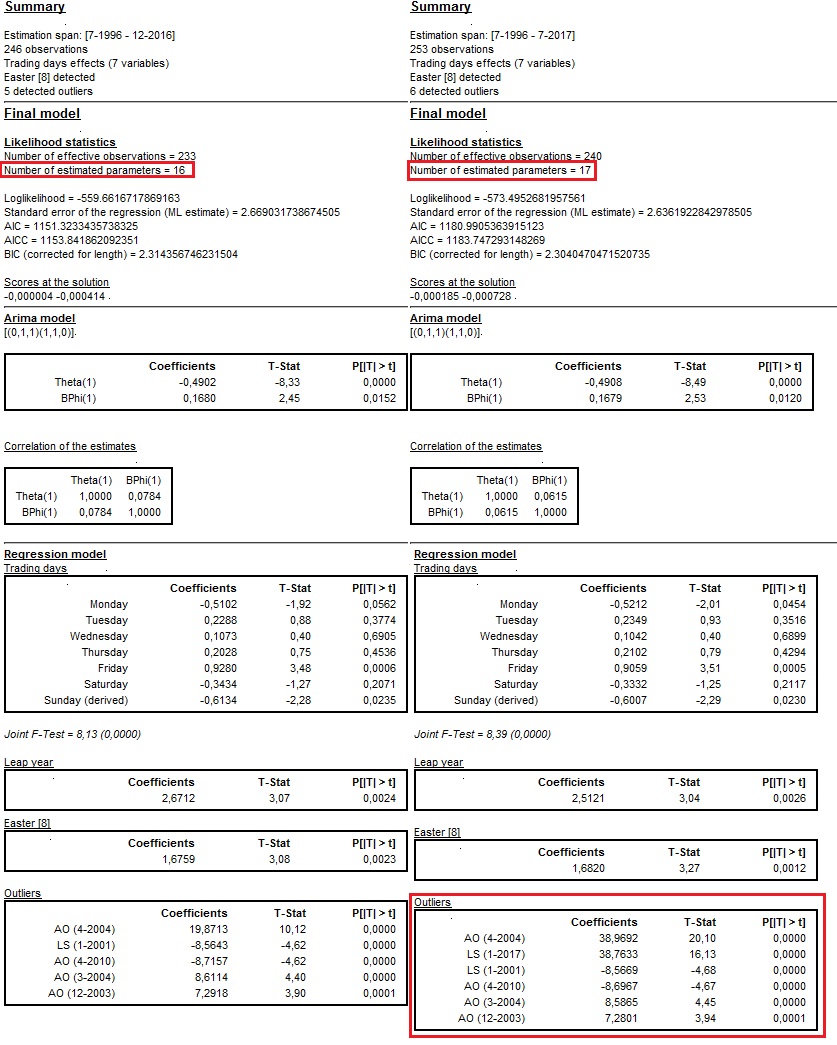 Summary
Estimation span: [7-1996 - 12-2016]
246 observations
Trading days effects (7 variables)
Easter [8] detected
5 detected outliers
Final model
Likelihood statistics
Number of effective observations = 233
Number of estimated parameters = 16
Loglikelihood = -559.6616717869163
Standard error of the regression (ML estimate) = 2.669031738674505
AIC = 1151.3233435738325
AICC = 1153.841862092351
BIC (corrected for length) = 2.314356746231504
Scores at the solution
-0,000004 -0,000414
Arima model
[(0,1,1)(1,1,0)]
Coefficients T-Stat P[|T| > t]
Theta(1) -0,4902 -8,33 0,0000
BPhi(1) 0,1680 2,45 0,0152
Correlation of the estimates
Theta(1) BPhi(1)
Theta(1) 1,0000 0,0784
BPhi(1) 0,0784 1,0000
Regression model
Trading days
Coefficients T-Stat P[|T| > t]
Monday -0,5102 -1,92 0,0562
Tuesday 0,2288 0,88 0,3774
Wednesday 0,1073 0,40 0,6905
Thursday 0,2028 0,75 0,4536
Friday 0,9280 3,48 0,0006
Saturday -0,3434 -1,27 0,2071
Sunday (derived) -0,6134 -2,28 0,0235
Joint F-Test = 8,13 (0,0000)
Leap year
Coefficients T-Stat P[|T| > t]
2,6712 3,07 0,0024
Easter [8]
Coefficients T-Stat P[|T| > t]
1,6759 3,08 0,0023
Outliers
Coefficients T-Stat P[|T| > t]
AO (4-2004) 19,8713 10,12 0,0000
LS (1-2001) -8,5643 -4,62 0,0000
AO (4-2010) -8,7157 -4,62 0,0000
AO (3-2004) 8,6114 4,40 0,0000
AO (12-2003) 7,2918 3,90 0,0001
Summary
Estimation span: [7-1996 - 7-2017]
253 observations
Trading days effects (7 variables)
Easter [8] detected
6 detected outliers
Final model
Likelihood statistics
Number of effective observations = 240
Number of estimated parameters = 17
Loglikelihood = -573.4952681957561
Standard error of the regression (ML estimate) = 2.6361922842978505
AIC = 1180.9905363915123
AICC = 1183.747293148269
BIC (corrected for length) = 2.3040470471520735
Scores at the solution
-0,000185 -0,000728
Arima model
[(0,1,1)(1,1,0)]
Coefficients T-Stat P[|T| > t]
Theta(1) -0,4908 -8,49 0,0000
BPhi(1) 0,1679 2,53 0,0120
Correlation of the estimates
Theta(1) BPhi(1)
Theta(1) 1,0000 0,0615
BPhi(1) 0,0615 1,0000
Regression model
Trading days
Coefficients T-Stat P[|T| > t]
Monday -0,5212 -2,01 0,0454
Tuesday 0,2349 0,93 0,3516
Wednesday 0,1042 0,40 0,6899
Thursday 0,2102 0,79 0,4294
Friday 0,9059 3,51 0,0005
Saturday -0,3332 -1,25 0,2117
Sunday (derived) -0,6007 -2,29 0,0230
Joint F-Test = 8,39 (0,0000)
Leap year
Coefficients T-Stat P[|T| > t]
2,5121 3,04 0,0026
Easter [8]
Coefficients T-Stat P[|T| > t]
1,6820 3,27 0,0012
Outliers
Coefficients T-Stat P[|T| > t]
AO (4-2004) 38,9692 20,10 0,0000
LS (1-2017) 38,7633 16,13 0,0000
LS (1-2001) -8,5669 -4,68 0,0000
AO (4-2010) -8,6967 -4,67 0,0000
AO (3-2004) 8,5865 4,45 0,0000
AO (12-2003) 7,2801 3,94 0,0001